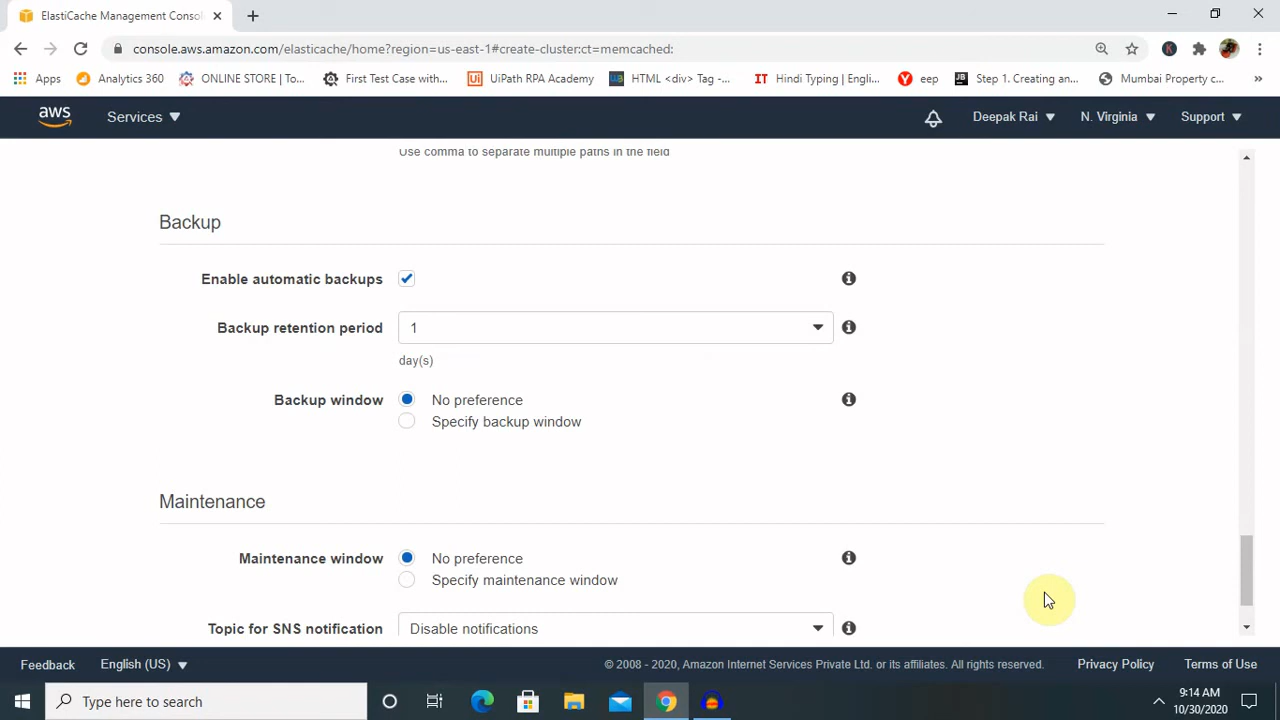 ElastiCache Management Consol
console.aws.amazon.com/elasticache/home?region=us-east-1#create-cluster:ct=memcached:
Apps
Analytics 360
ONLINE STORE | To...
First Test Case with...
UiPath RPA Academy
HTML <div> Tag -...
IT Hindi Typing | Engli...
eep
Step 1. Creating an...
Mumbai Property c...
aws
Services
Deepak Rai
N. Virginia
Support
Use comma to separate multiple paths in the field
Backup
Enable automatic backups
Backup retention period
1
day(s)
Backup window
No preference
Specify backup window
Maintenance
Maintenance window
No preference
Specify maintenance window
Topic for SNS notification
Disable notifications
Feedback
English (US)
© 2008 - 2020, Amazon Internet Services Private Ltd. or its affiliates. All rights reserved.
Privacy Policy
Terms of Use
Type here to search
9:14 AM
10/30/2020